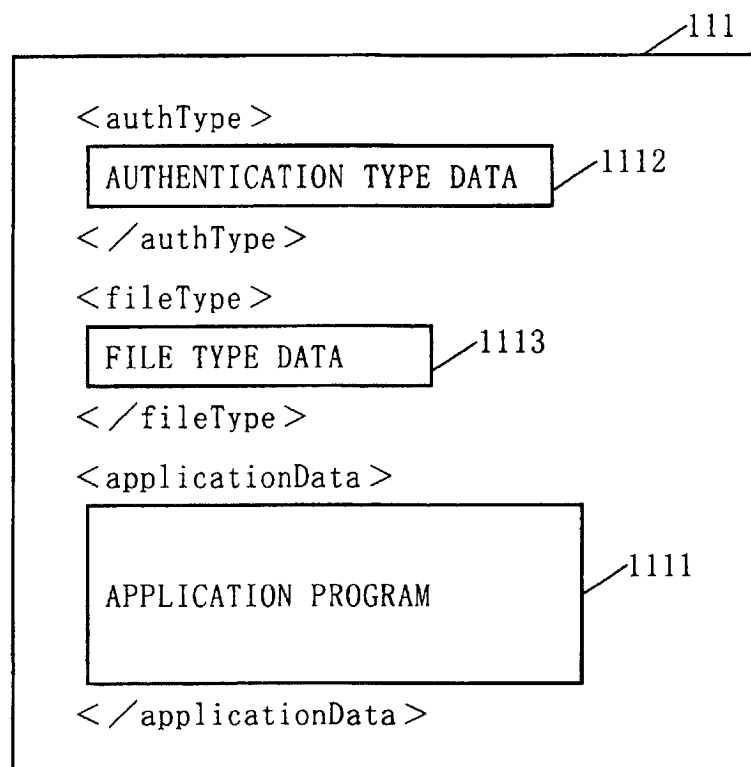 111
<authType>
AUTHENTICATION TYPE DATA
1112
</authType>
<fileType>
FILE TYPE DATA
1113
</fileType>
<applicationData>
APPLICATION PROGRAM
1111
</applicationData>